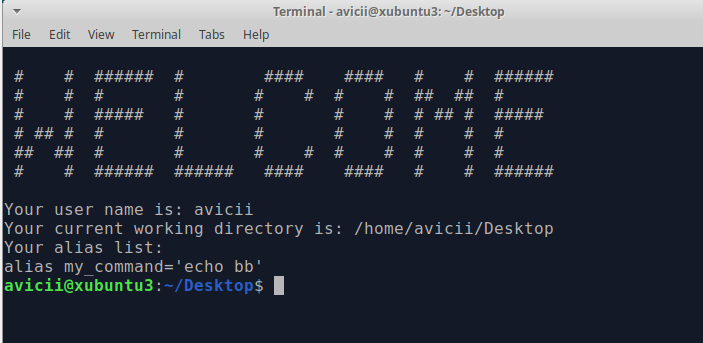 Terminal - avicii@xubuntu3: ~/Desktop
File Edit View Terminal Tabs Help
WELCOME
Your user name is: avicii
Your current working directory is: /home/avicii/Desktop
Your alias list:
alias my_command='echo bb'
avicii@xubuntu3:~/Desktop$